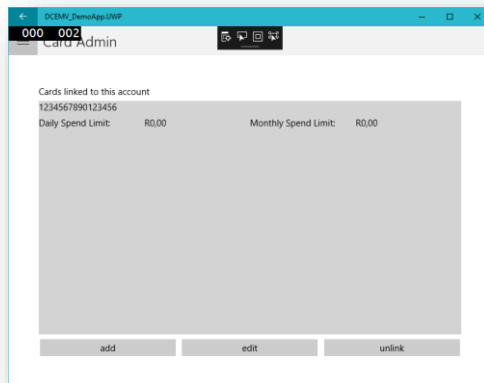 DCEMV_DemoApp.UWP
000 002
Card Admin
Cards linked to this account
1234567890123456
Daily Spend Limit: R0,00 Monthly Spend Limit: R0,00
add edit unlink